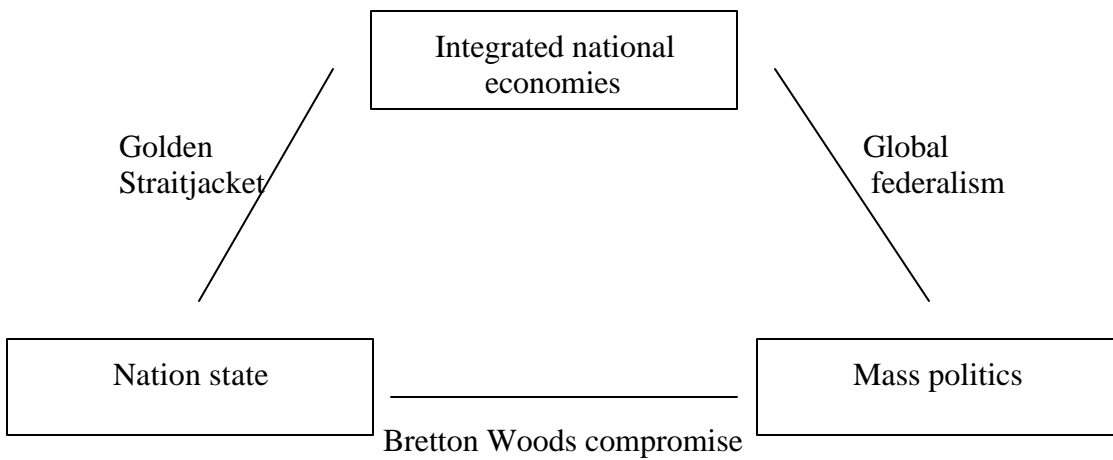 Integrated national
economies
Golden
Straitjacket
Global
federalism
Nation state
Mass politics
Bretton Woods compromise